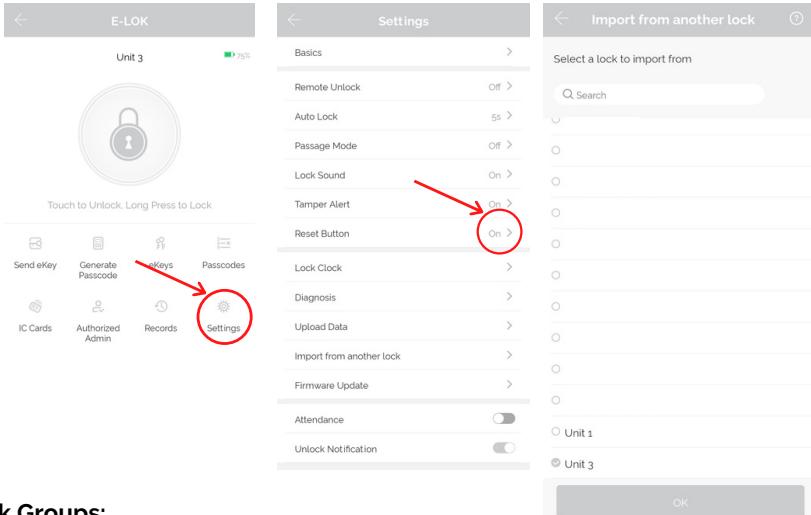 E-LOK
Unit 3
75%
Touch to Unlock, Long Press to Lock
Send eKey
Generate Passcode
eKeys
Passcodes
IC Cards
Authorized Admin
Records
Settings
Settings
Basics
Remote Unlock Off
Auto Lock 5s
Passage Mode Off
Lock Sound On
Tamper Alert On
Reset Button On
Lock Clock
Diagnosis
Upload Data
Import from another lock
Firmware Update
Attendance
Unlock Notification
Import from another lock ?
Select a lock to import from
Search
Unit 1
Unit 3
OK
k Groups: